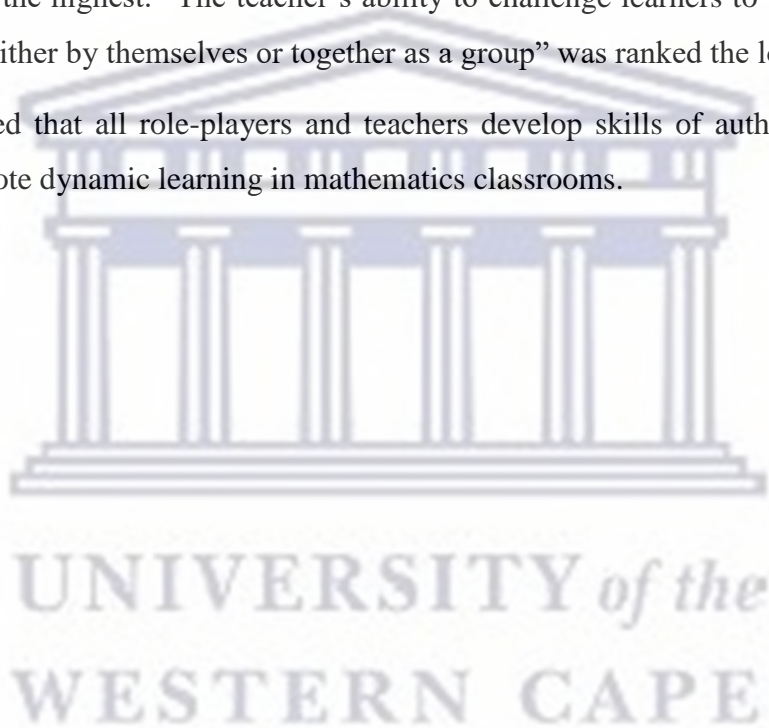 the highest. "The teacher's ability to challenge learners to
either by themselves or together as a group" was ranked the
that all role-players and teachers develop skills of
dynamic learning in mathematics classrooms.
UNIVERSITY of the
WESTERN CAPE